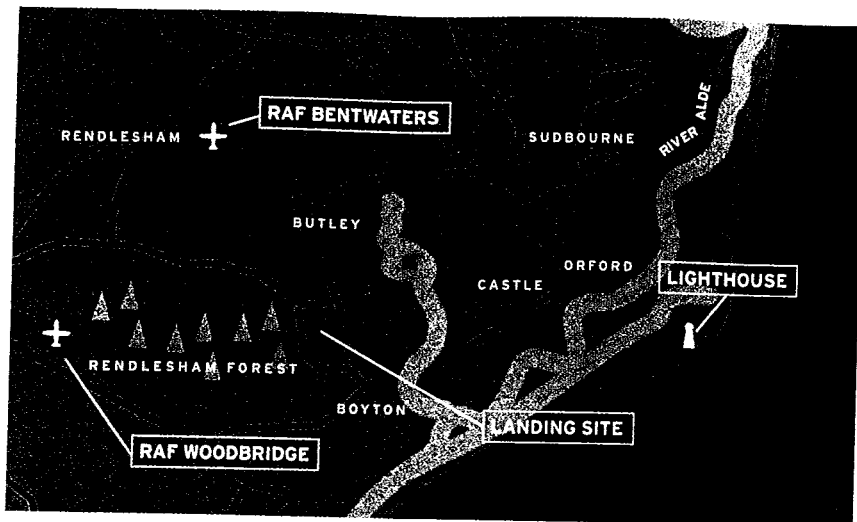 RAF BENTWATERS
RENDLESHAM
SUDBOURNE
RIVER ALDE
BUTLEY
ORFORD
CASTLE
LIGHTHOUSE
RENDLESHAM FOREST
BOYTON
LANDING SITE
RAF WOODBRIDGE